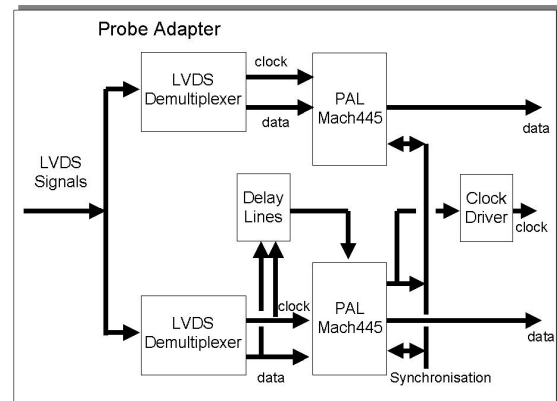 Probe Adapter
LVDS
Demultiplexer
clock
data
PAL
Mach445
data
LVDS
Signals
Delay
Lines
Clock
Driver
clock
LVDS
Demultiplexer
clock
data
PAL
Mach445
data
Synchronisation